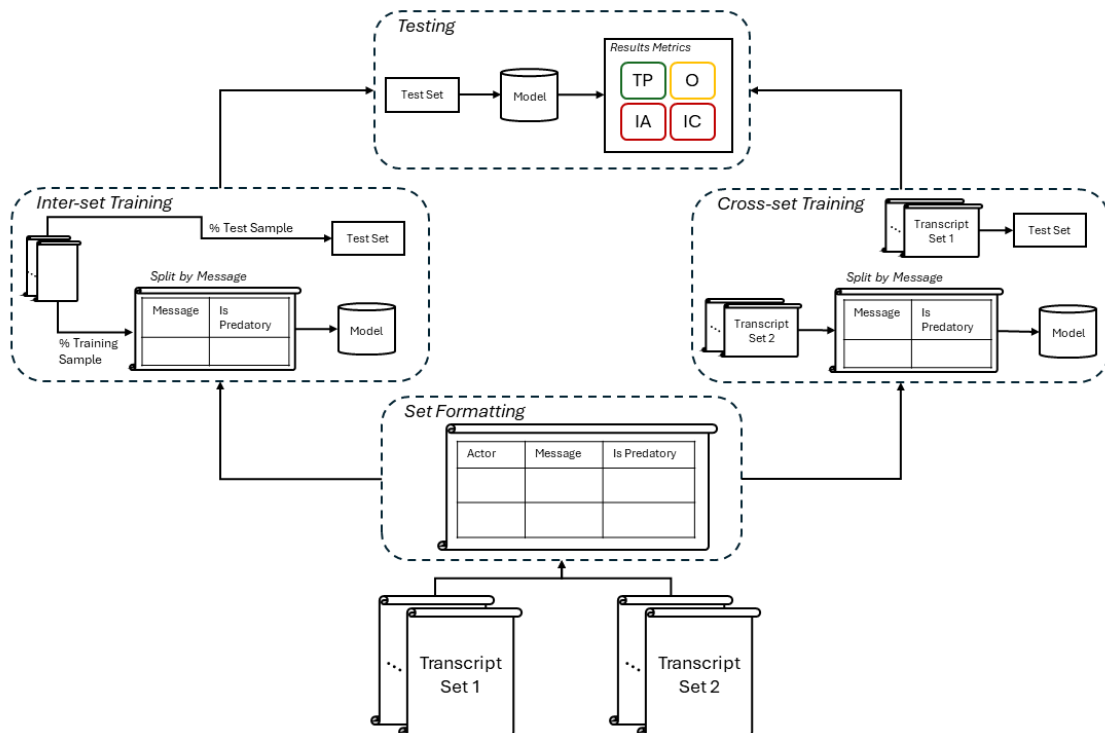 Testing
Results Metrics
Test Set
Model
TP
O
IA
IC
Inter-set Training
% Test Sample
Test Set
Split by Message
Message
Is
Predatory
Model
% Training
Sample
Cross-set Training
Transcript
Set 1
Test Set
Split by Message
Message
Is
Predatory
Transcript
Set 2
Model
Set Formatting
Actor
Message
Is Predatory
Transcript
Set 1
Transcript
Set 2